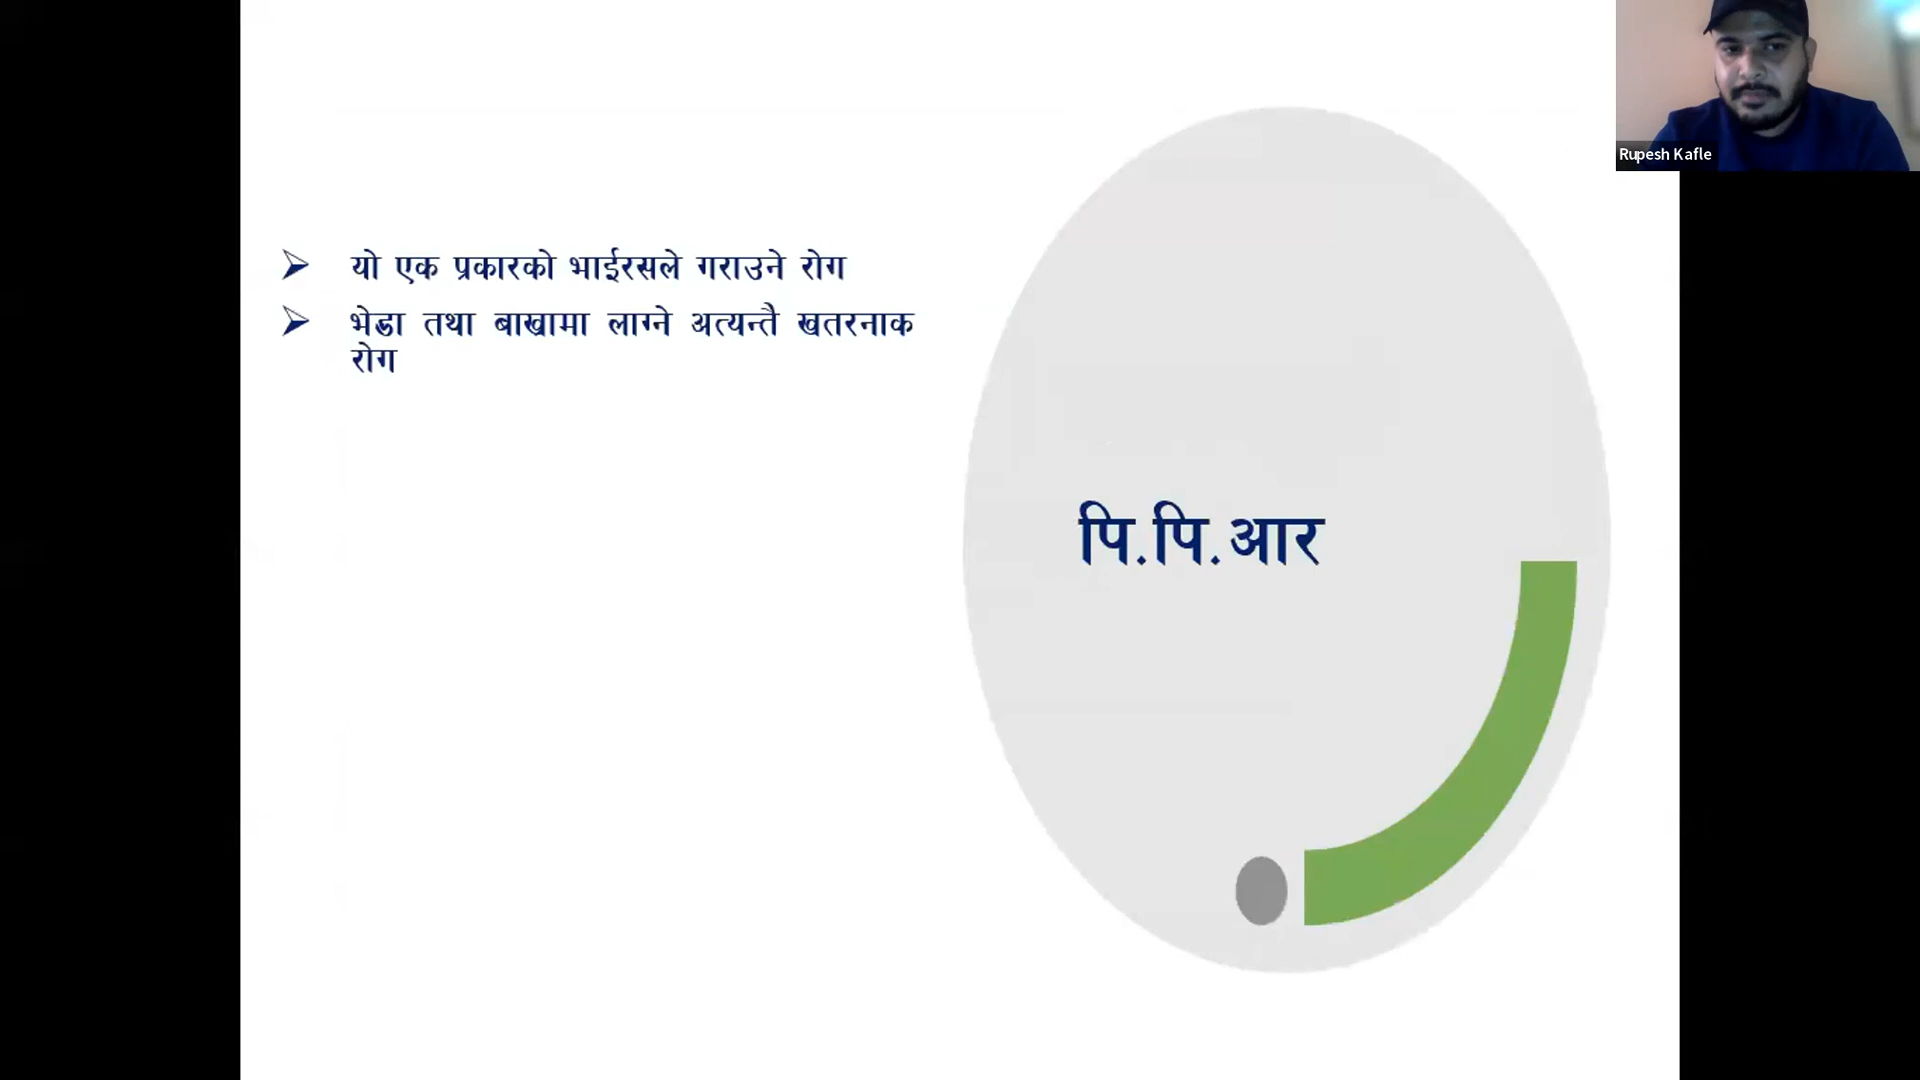 Rupesh Kafle
➢ यो एक प्रकारको भाईरसले गराउने रोग
➢ भेडा तथा बाखामा लाग्ने अत्यन्तै खतरनाक
रोग
पि.पि.आर